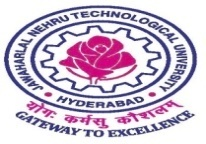 JAWAHARLAL NEHRU TECHNOLOGICAL UNIVERSITY
HYDERABAD
योगः कर्मसु कौशलम्
GATEWAY TO EXCELLENCE